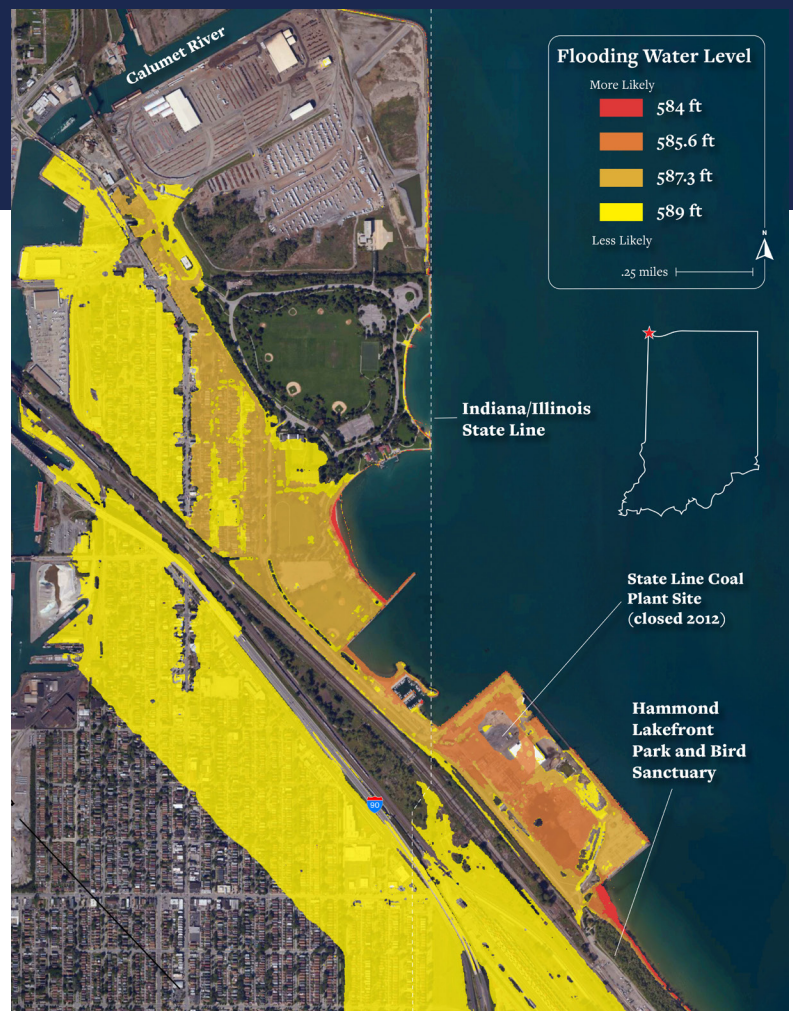 Calumet River
Flooding Water Level
More Likely
584 ft
585.6 ft
587.3 ft
589 ft
Less Likely
N
.25 miles
Indiana/Illinois
State Line
State Line Coal
Plant Site
(closed 2012)
Hammond
Lakefront
Park and Bird
Sanctuary
90